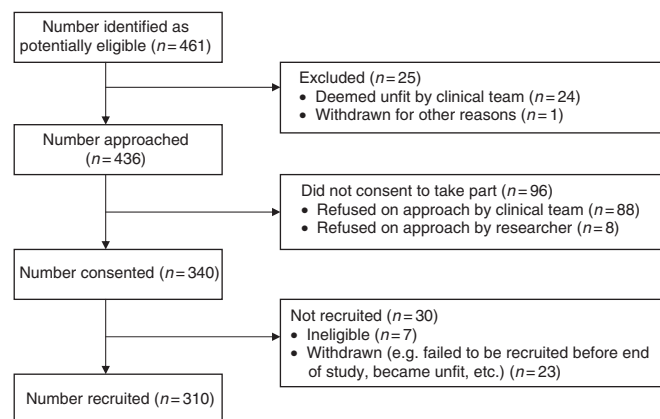 Number identified as
potentially eligible (n=461)
Excluded (n=25)
• Deemed unfit by clinical team (n=24)
• Withdrawn for other reasons (n=1)
Number approached
(n=436)
Did not consent to take part (n=96)
• Refused on approach by clinical team (n=88)
• Refused on approach by researcher (n=8)
Number consented (n=340)
Not recruited (n=30)
• Ineligible (n=7)
• Withdrawn (e.g. failed to be recruited before end
of study, became unfit, etc.) (n=23)
Number recruited (n=310)